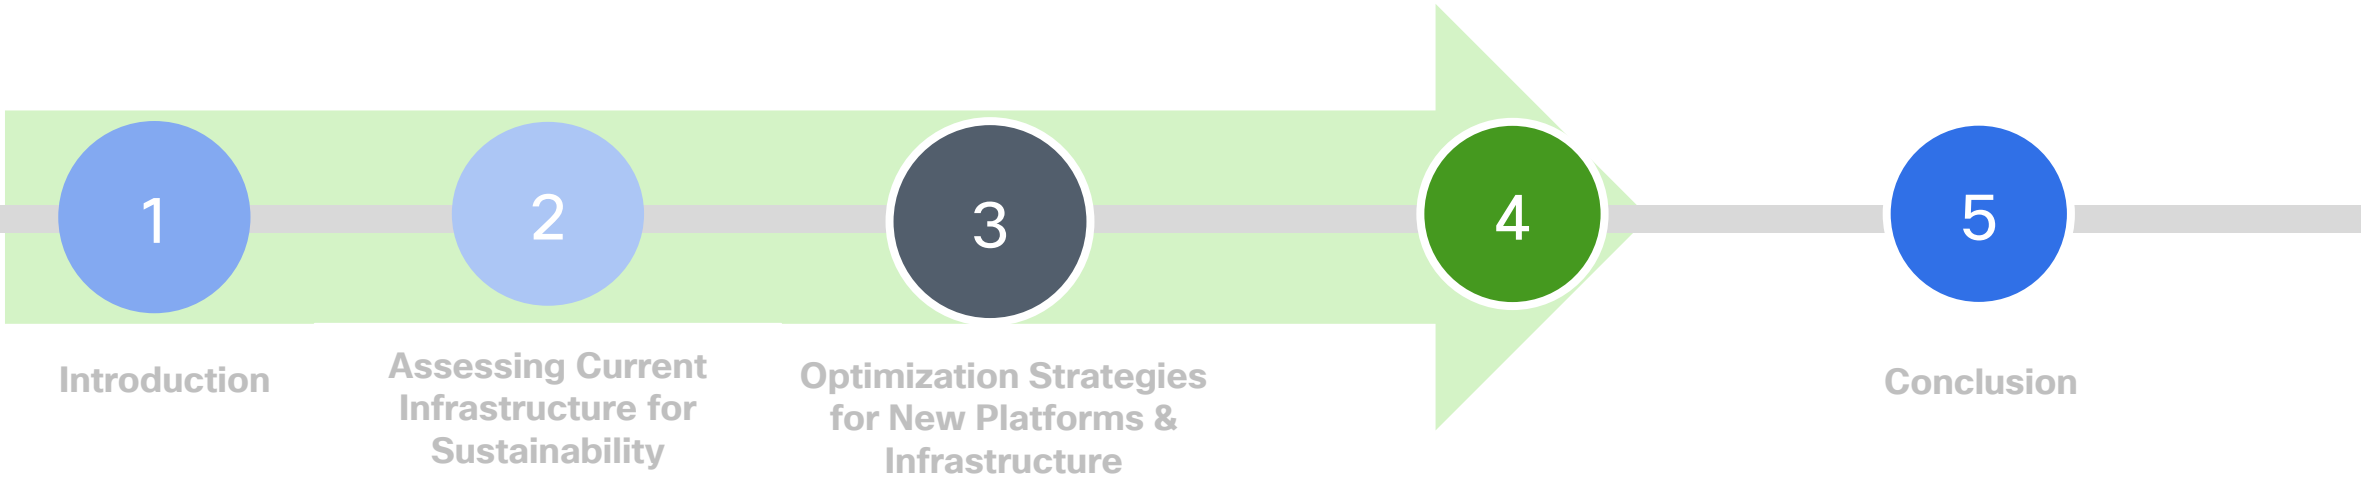 1
2
3
4
5
Introduction
Assessing Current
Infrastructure for
Sustainability
Optimization Strategies
for New Platforms &
Infrastructure
Conclusion